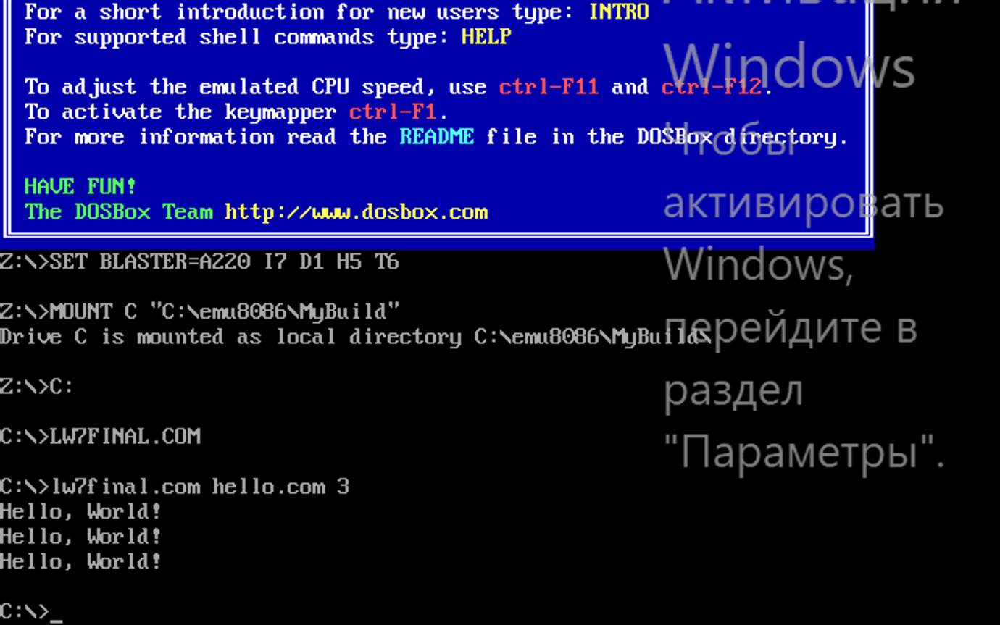 For a short introduction for new users type: INTRO
For supported shell commands type: HELP
To adjust the emulated CPU speed, use ctrl-F11 and ctrl-F12.
To activate the keymapper ctrl-F1.
For more information read the README file in the DOSBox directory.
HAVE FUN!
The DOSBox Team http://www.dosbox.com
Z:\>SET BLASTER=A220 I7 D1 H5 T6
Z:\>MOUNT C "C:\emu8086\MyBuild"
Drive C is mounted as local directory C:\emu8086\MyBuild\
Z:\>C:
C:\>LW7FINAL.COM
C:\>lw7final.com hello.com 3
Hello, World!
Hello, World!
Hello, World!
C:\>_
Активация
Windows
Чтобы
активировать
Windows,
перейдите в
раздел
"Параметры".